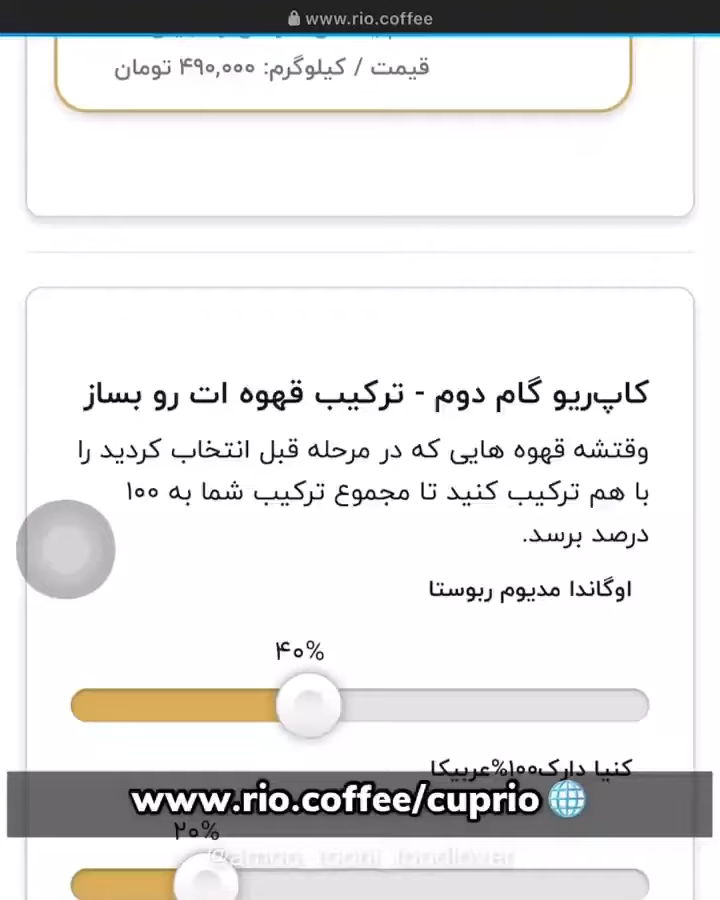 www.rio.coffee
قیمت / کیلوگرم: ۴۹۰,۰۰۰ تومان
کاپ‌ریو گام دوم - ترکیب قهوه ات رو بساز
وقتشه قهوه هایی که در مرحله قبل انتخاب کردید را
با هم ترکیب کنید تا مجموع ترکیب شما به ۱۰۰
درصد برسد.
اوگاندا مدیوم ربوستا
۴۰%
کنیا دارک۱۰۰%عربیکا
www.rio.coffee/cuprio
۲۰%